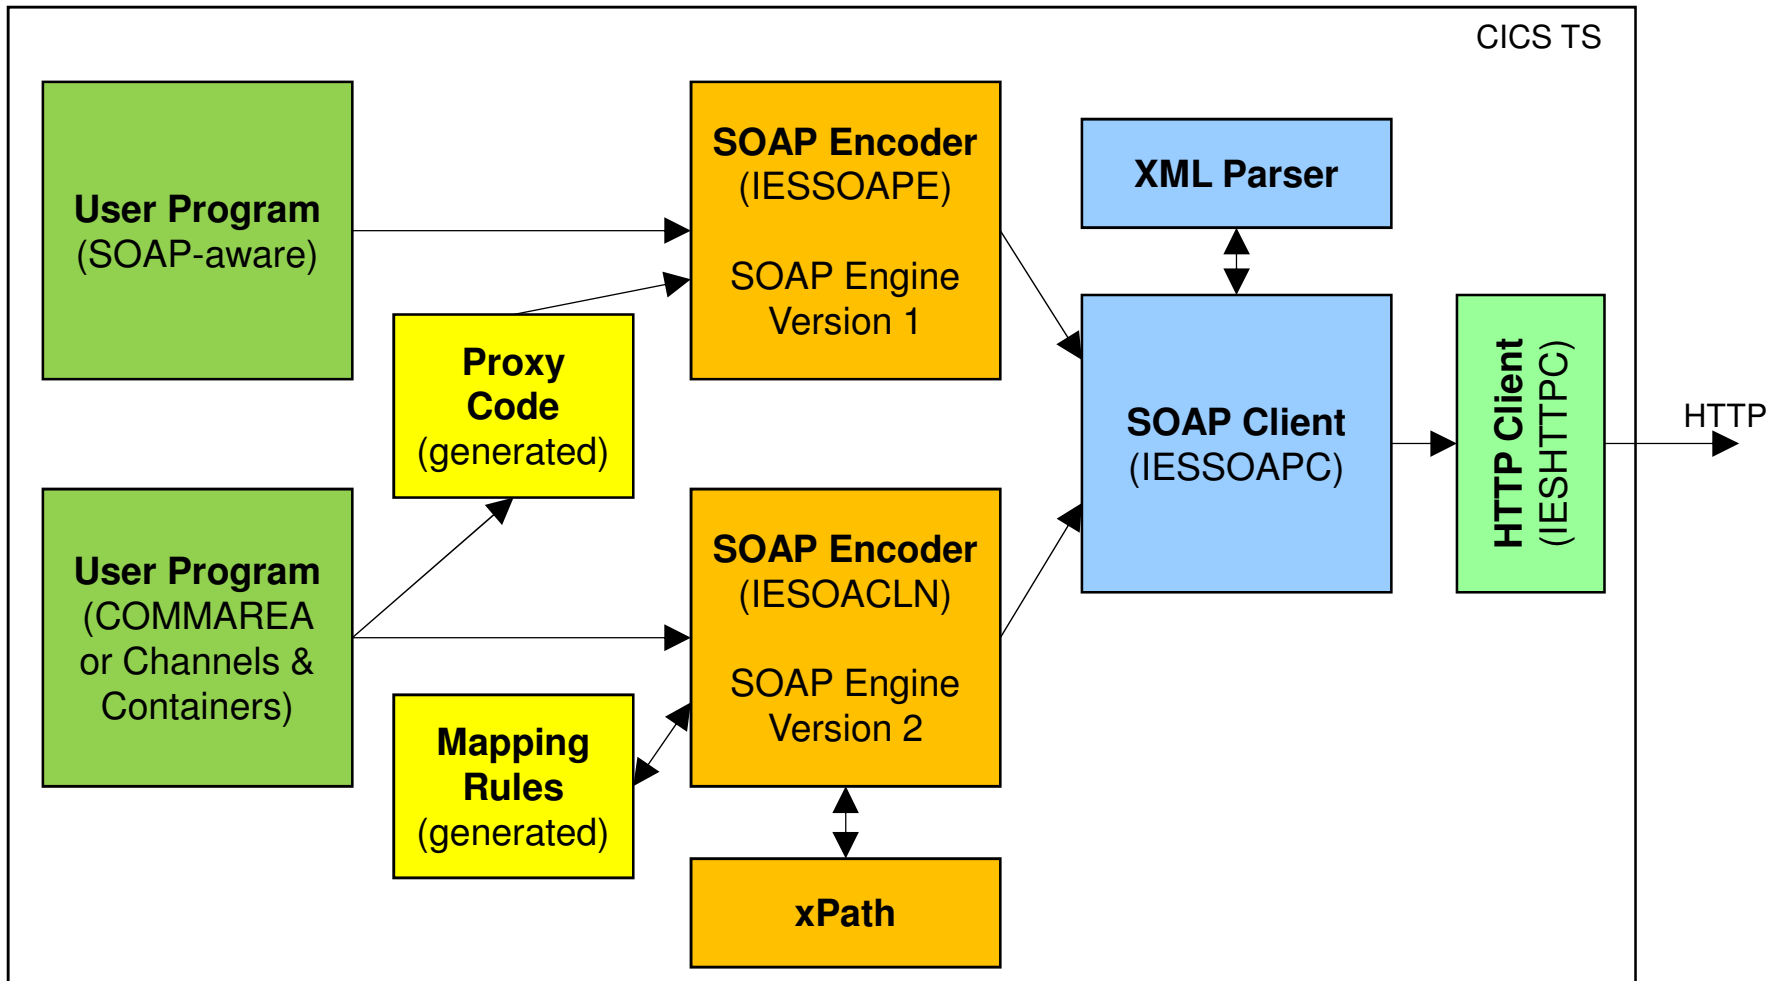 CICS TS
User Program
(SOAP-aware)
SOAP Encoder
(IESSOAPE)
SOAP Engine
Version 1
XML Parser
Proxy
Code
(generated)
SOAP Client
(IESSOAPC)
HTTP Client
(IESHTTPC)
HTTP
User Program
(COMMAREA
or Channels &
Containers)
SOAP Encoder
(IESOACLN)
SOAP Engine
Version 2
Mapping
Rules
(generated)
xPath